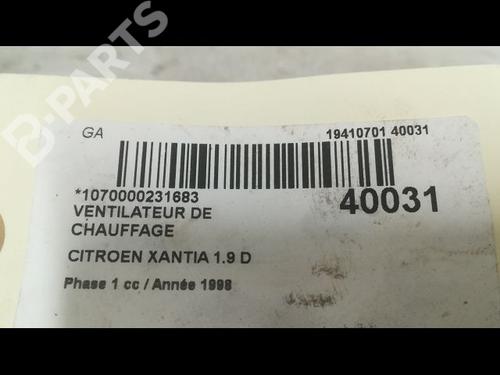 B-PARTS
GA
19410701 40031
*1070000231683
40031
VENTILATEUR DE
CHAUFFAGE
CITROEN XANTIA 1.9 D
Phase 1 cc / Année 1998